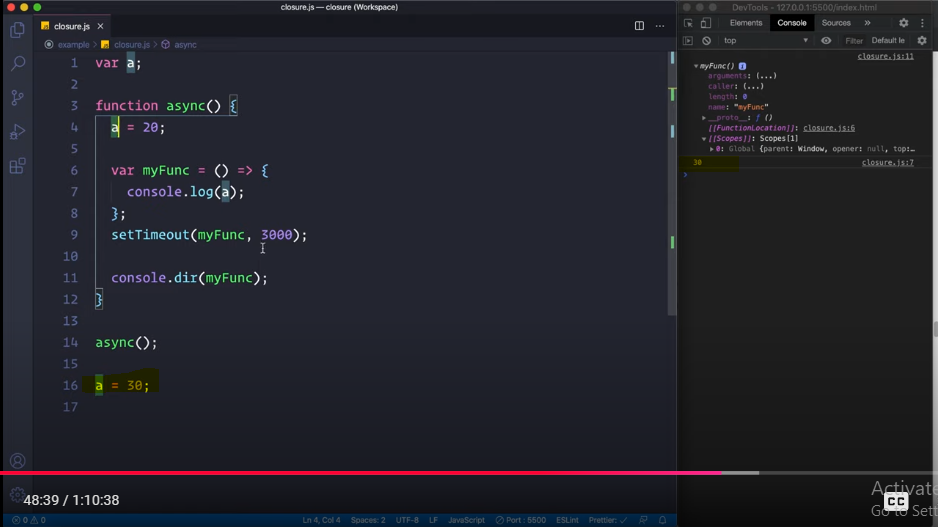 closure.js — closure (Workspace)
closure.js ×
example › closure.js › async
1 var a;
2
3 function async() {
4 a = 20;
5
6 var myFunc = () => {
7 console.log(a);
8 };
9 setTimeout(myFunc, 3000);
10
11 console.dir(myFunc);
12 }
13
14 async();
15
16 a = 30;
17
DevTools - 127.0.0.1:5500/index.html
Elements Console Sources »
top Filter Default le
closure.js:11
myFunc() i
arguments: (...)
caller: (...)
length: 0
name: "myFunc"
__proto__: ƒ ()
[[FunctionLocation]]: closure.js:6
[[Scopes]]: Scopes[1]
0: Global {parent: Window, opener: null, top:…
30 closure.js:7
48:39 / 1:10:38
Activate
CC
Go to Sett
0 0 Ln 4, Col 4 Spaces: 2 UTF-8 LF JavaScript Port : 5500 ESLint Prettier: ✓